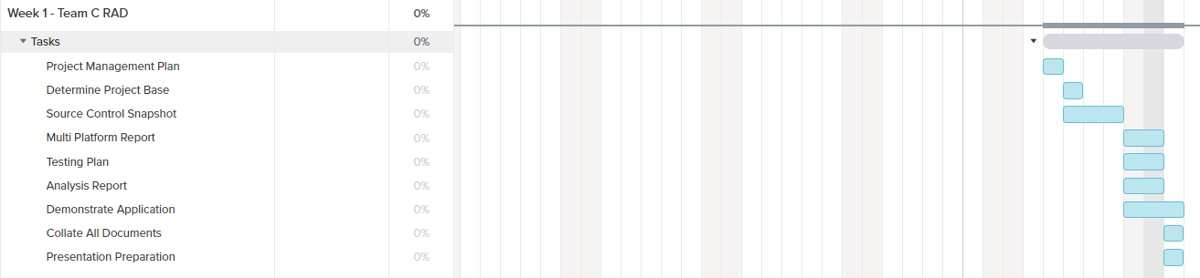 Week 1 - Team C RAD 0%
Tasks 0%
Project Management Plan 0%
Determine Project Base 0%
Source Control Snapshot 0%
Multi Platform Report 0%
Testing Plan 0%
Analysis Report 0%
Demonstrate Application 0%
Collate All Documents 0%
Presentation Preparation 0%